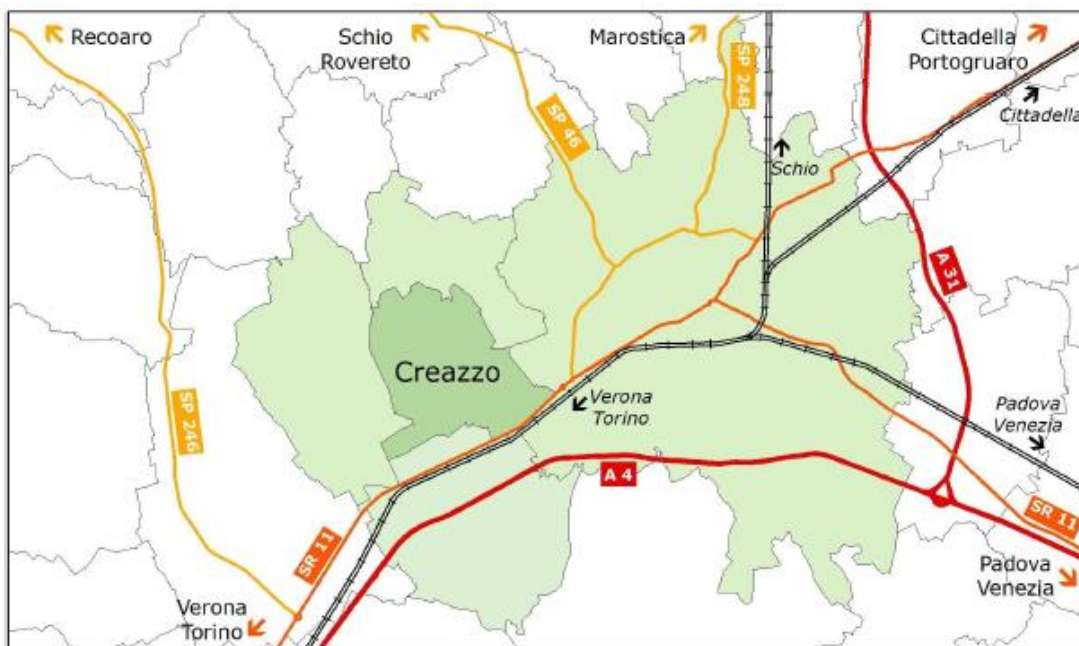 Recoaro
Schio
Rovereto
Marostica
Cittadella
Portogruaro
SP 248
SP 46
Cittadella
Schio
A 31
Creazzo
SP 246
Verona
Torino
Padova
Venezia
A 4
SR 11
SR 11
Padova
Venezia
Verona
Torino